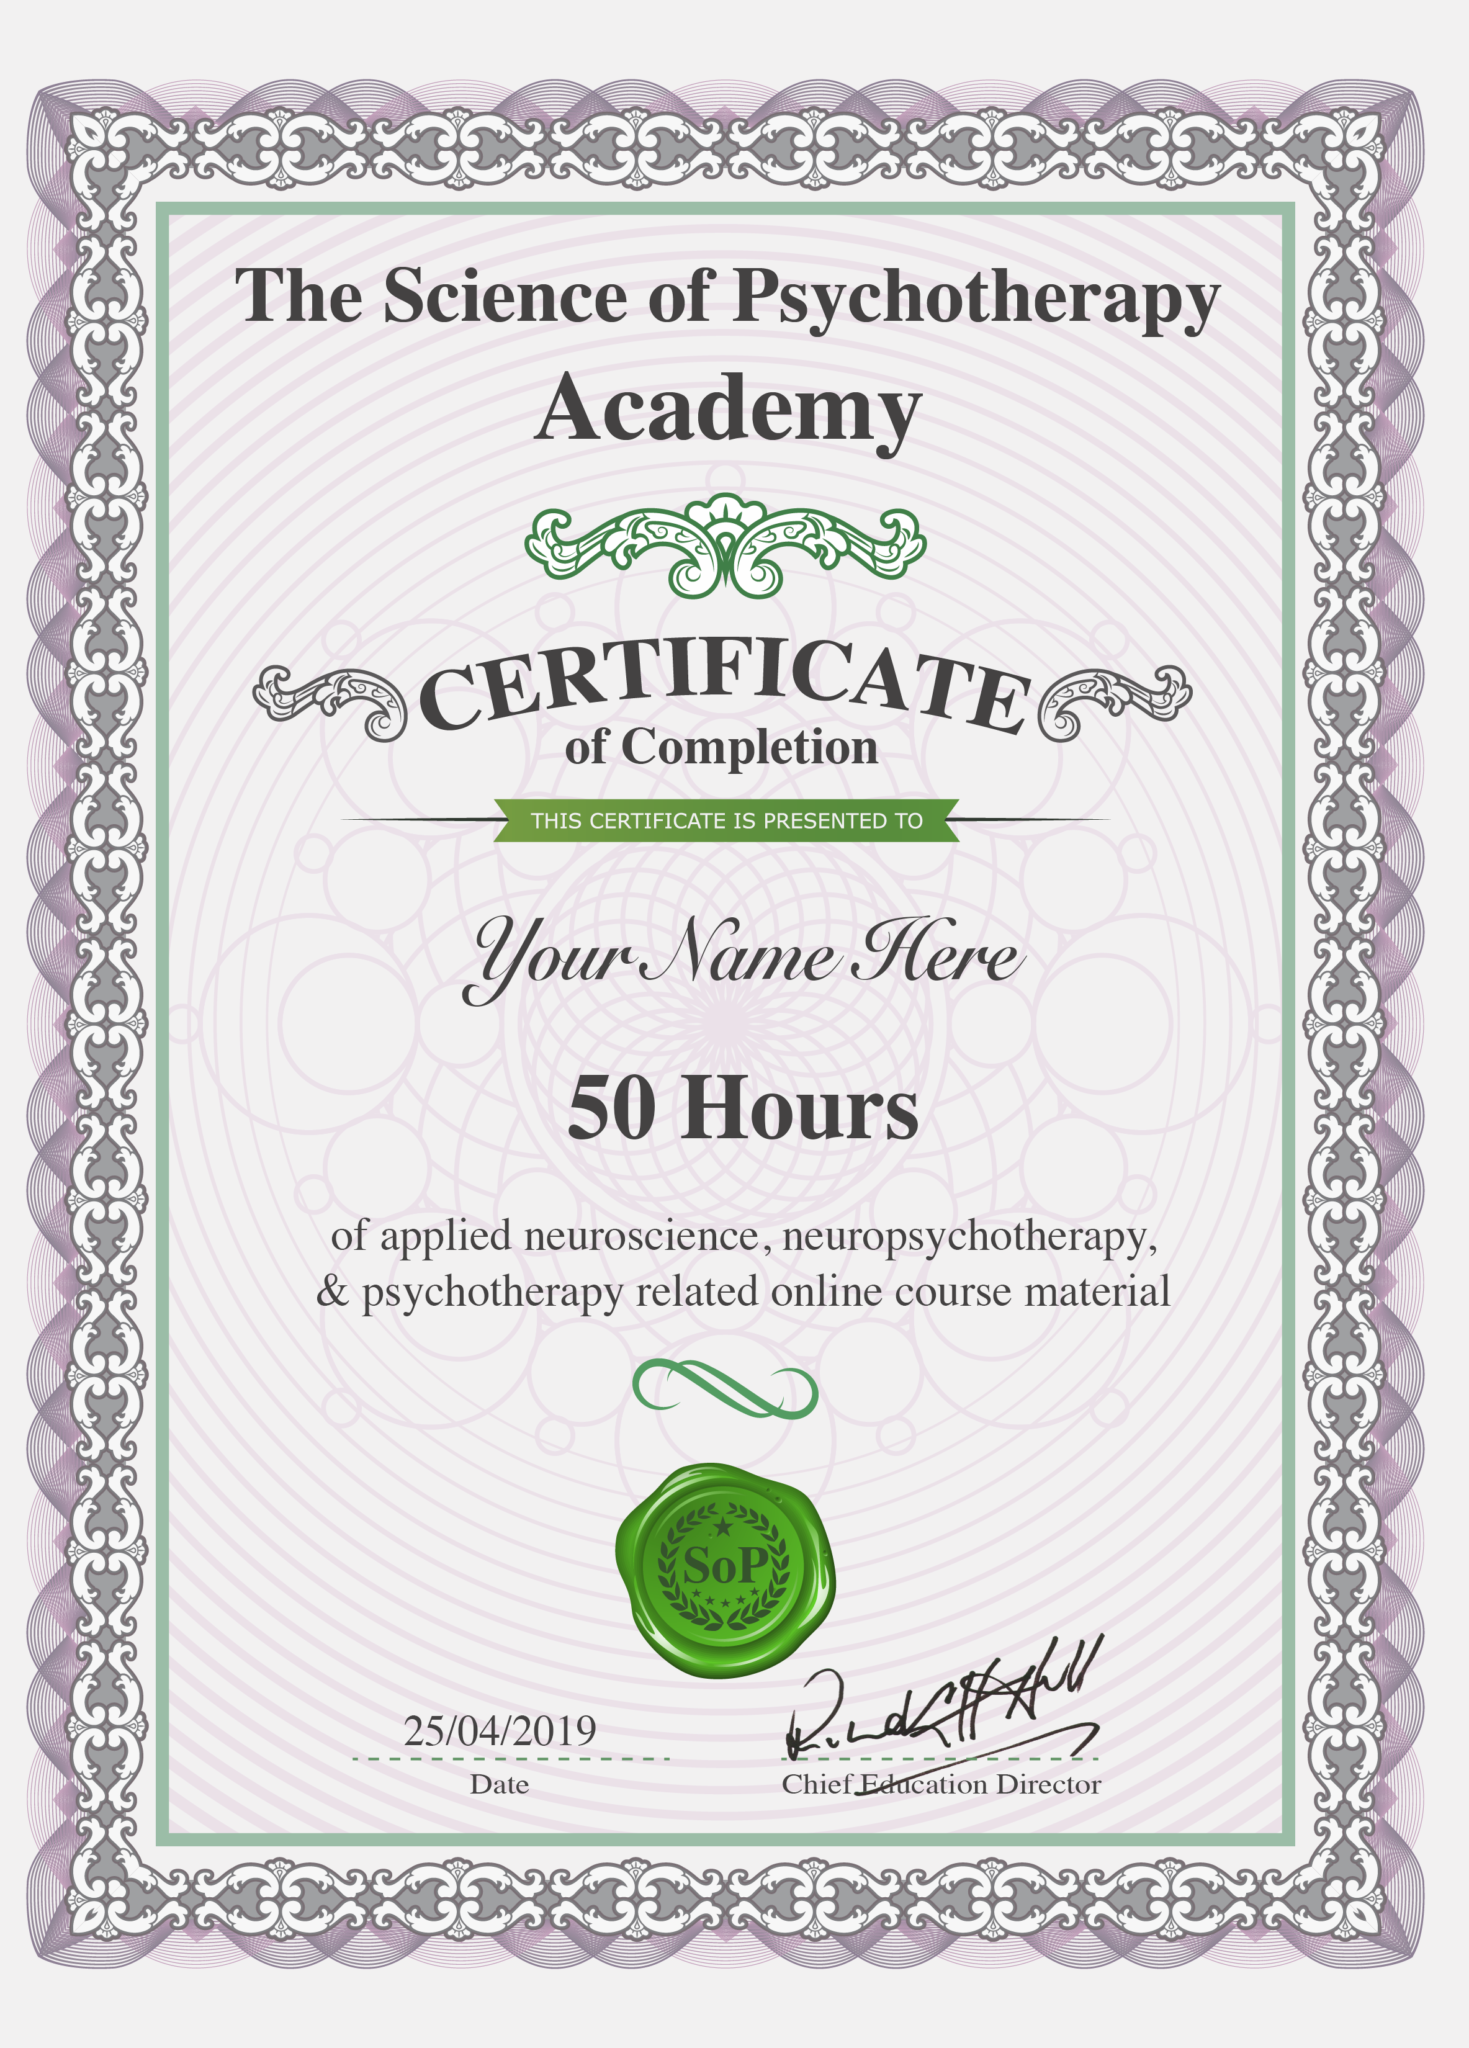 The Science of Psychotherapy
Academy
CERTIFICATE
of Completion
THIS CERTIFICATE IS PRESENTED TO
Your Name Here
50 Hours
of applied neuroscience, neuropsychotherapy,
& psychotherapy related online course material
SoP
25/04/2019
Date
Chief Education Director